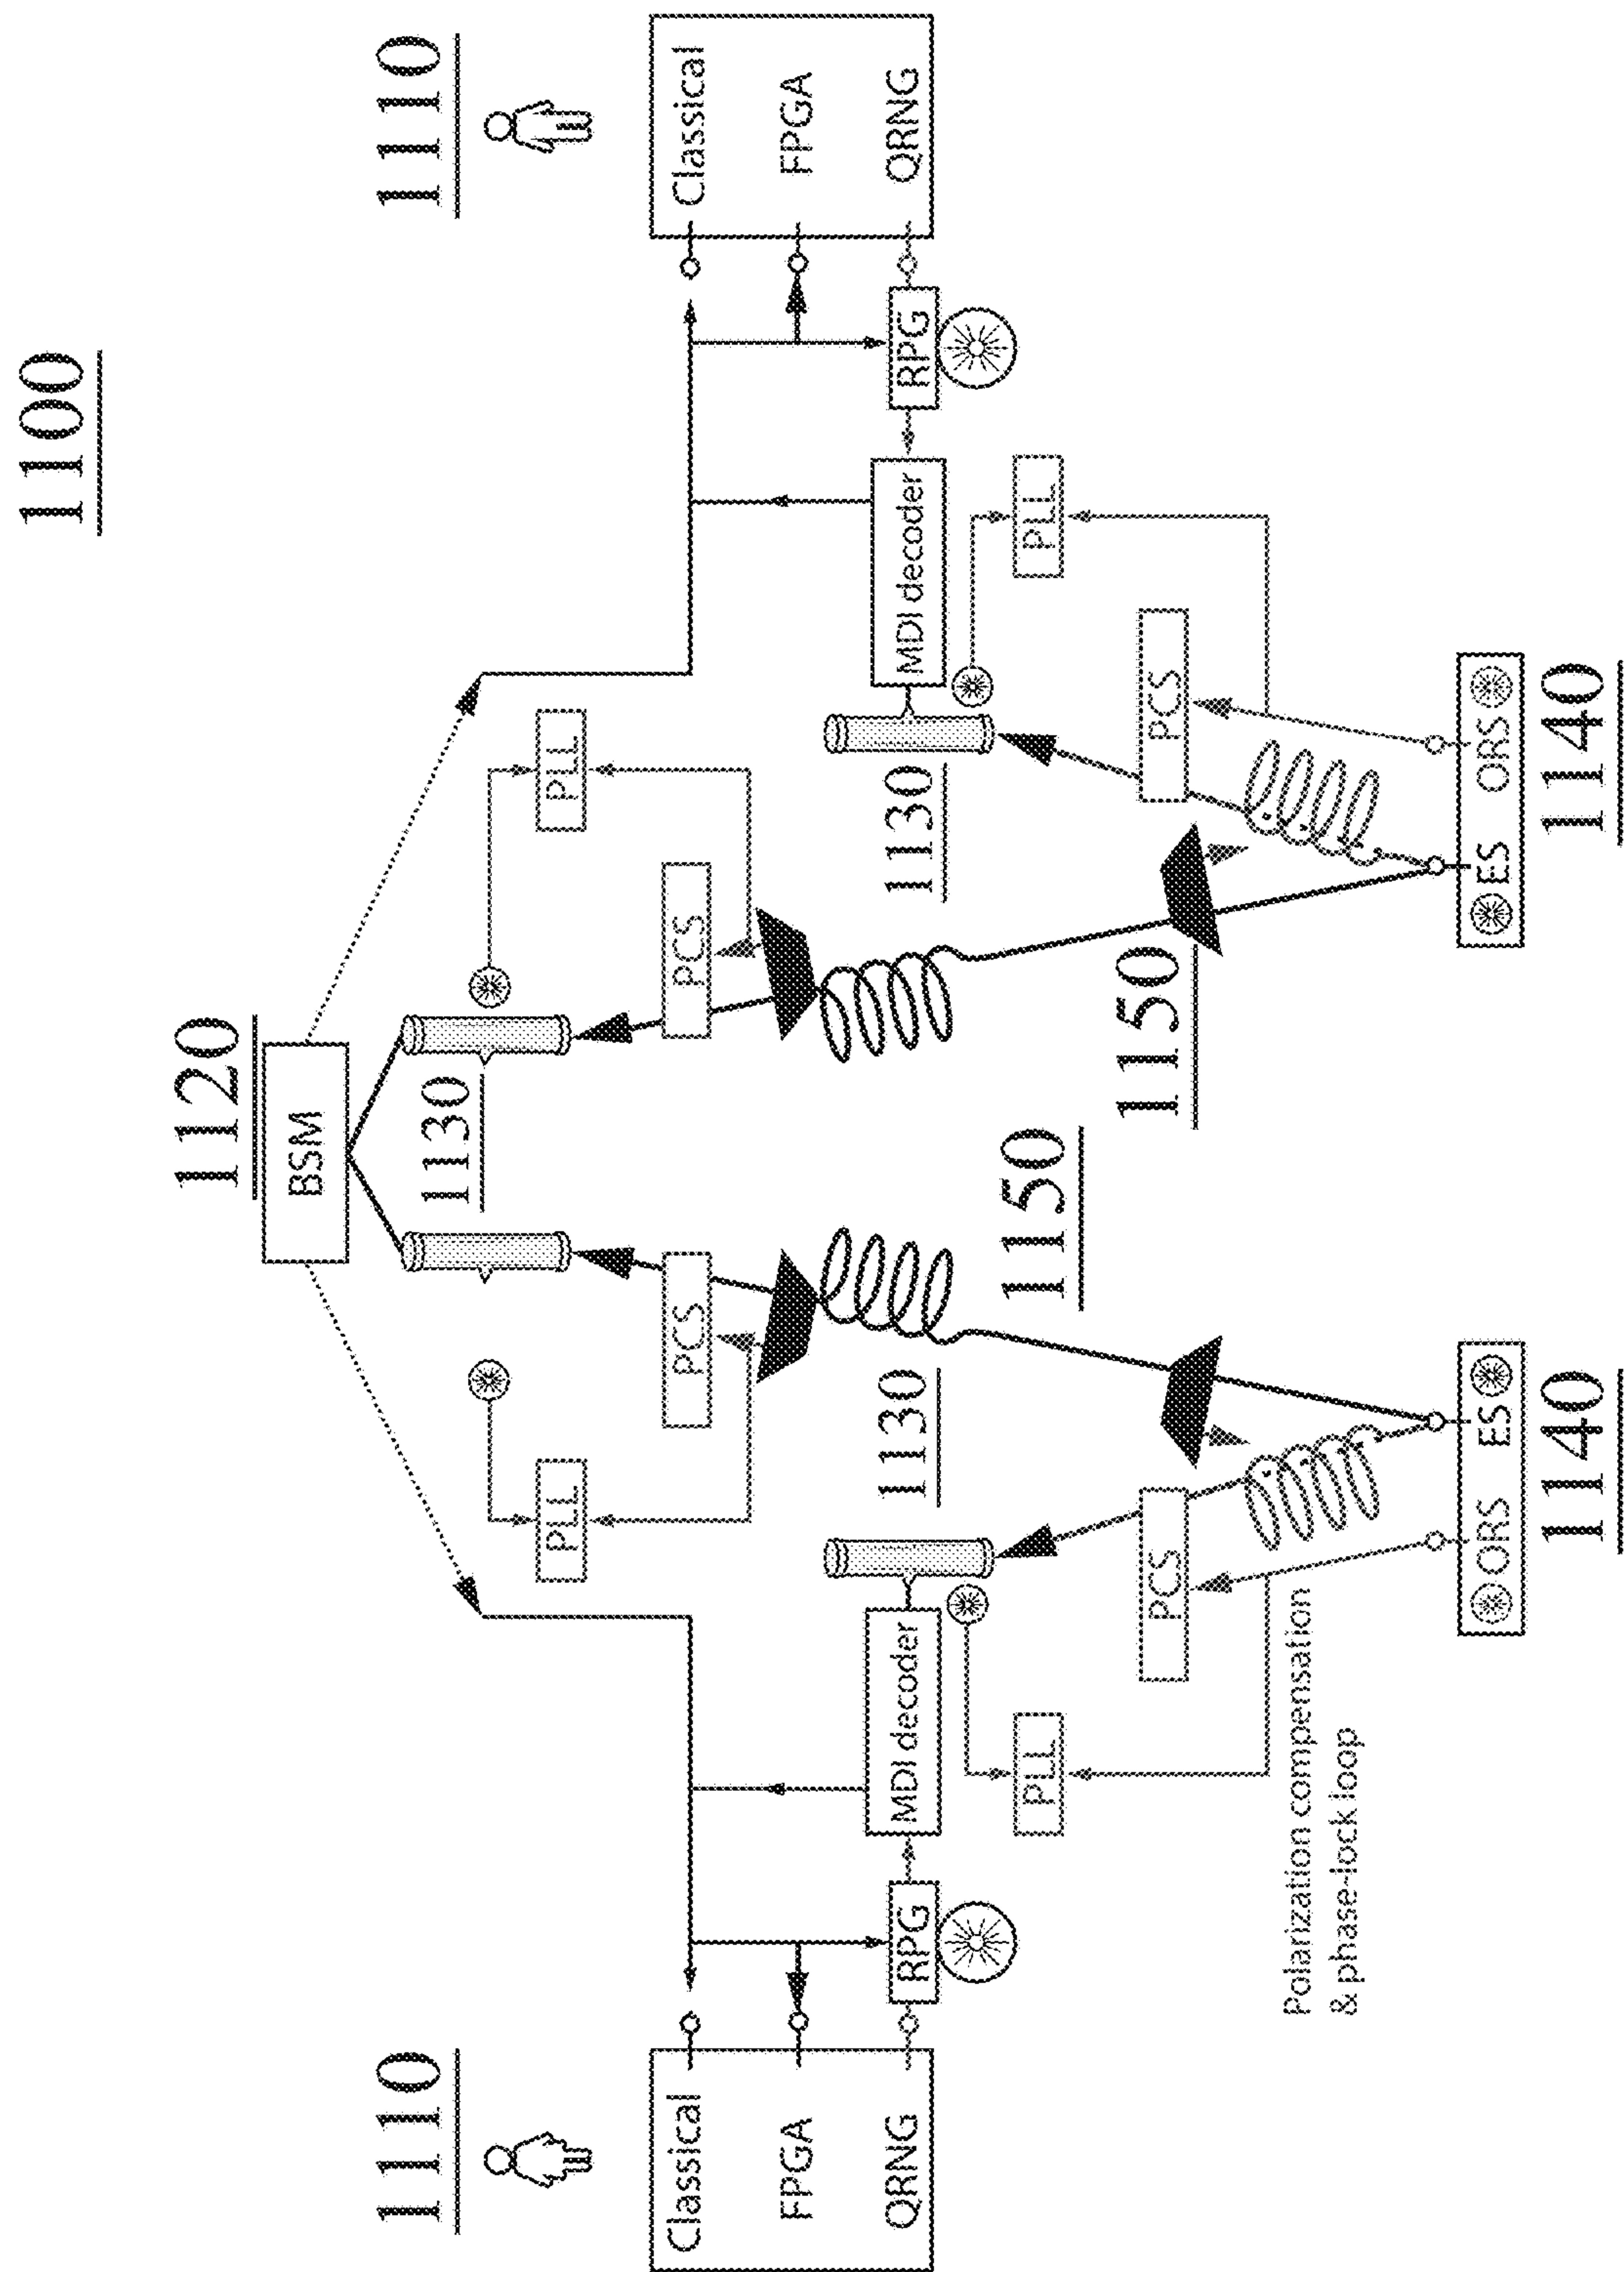 1100
1110
1120
1110
BSM
1130
PLL
PLL
PCS
PCS
Classical
FPGA
QRNG
Classical
FPGA
QRNG
RPG
MDI decoder
1130
1130
MDI decoder
RPG
PLL
1150
1150
PLL
PCS
PCS
Polarization compensation
& phase-lock loop
ORS ES
ES ORS
1140
1140